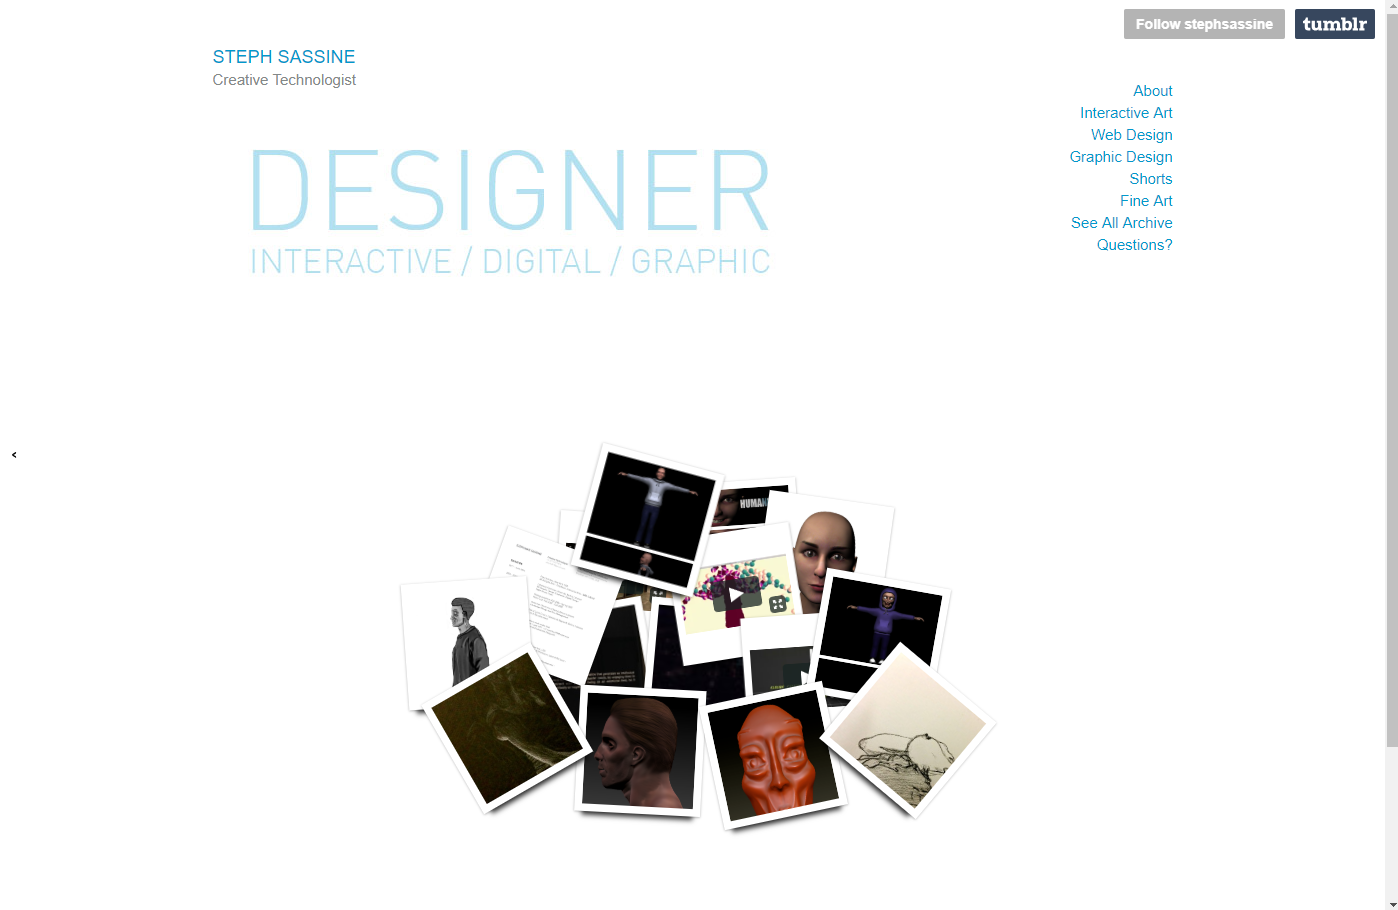 Follow stephsassine
tumblr
STEPH SASSINE
Creative Technologist
About
Interactive Art
Web Design
Graphic Design
Shorts
Fine Art
See All Archive
Questions?
DESIGNER
INTERACTIVE / DIGITAL / GRAPHIC
<